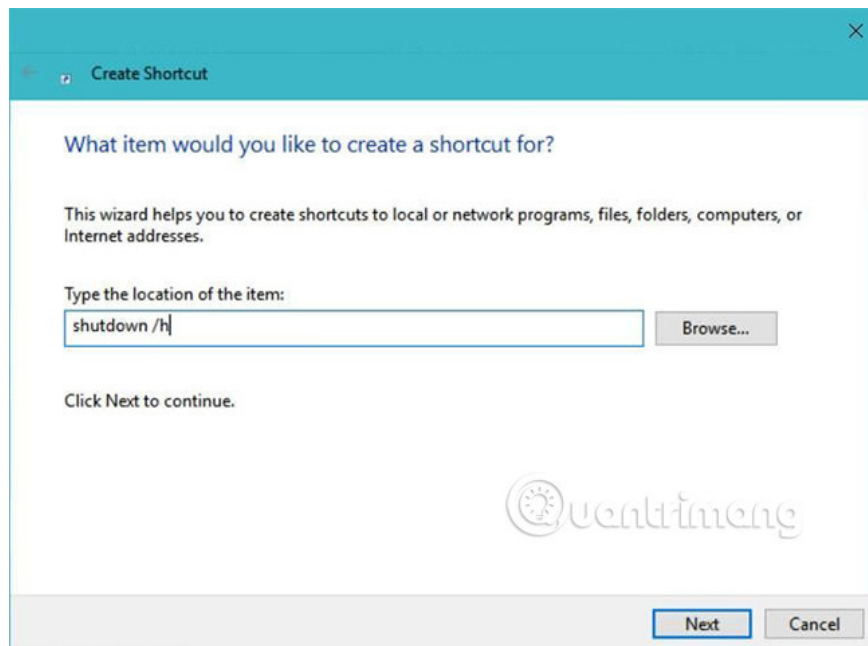 Create Shortcut
What item would you like to create a shortcut for?
This wizard helps you to create shortcuts to local or network programs, files, folders, computers, or
Internet addresses.
Type the location of the item:
shutdown /h
Browse...
Click Next to continue.
Quantrimang
Next
Cancel